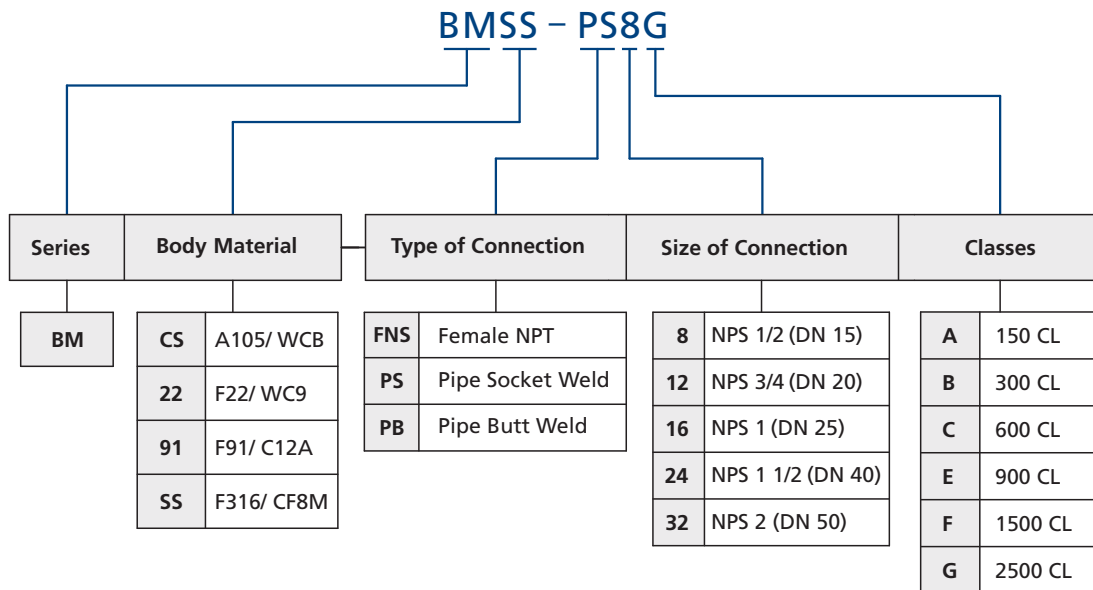 BMSS – PS8G
Series
Body Material
Type of Connection
Size of Connection
Classes
BM
CS A105/ WCB
22 F22/ WC9
91 F91/ C12A
SS F316/ CF8M
FNS Female NPT
PS Pipe Socket Weld
PB Pipe Butt Weld
8 NPS 1/2 (DN 15)
12 NPS 3/4 (DN 20)
16 NPS 1 (DN 25)
24 NPS 1 1/2 (DN 40)
32 NPS 2 (DN 50)
A 150 CL
B 300 CL
C 600 CL
E 900 CL
F 1500 CL
G 2500 CL